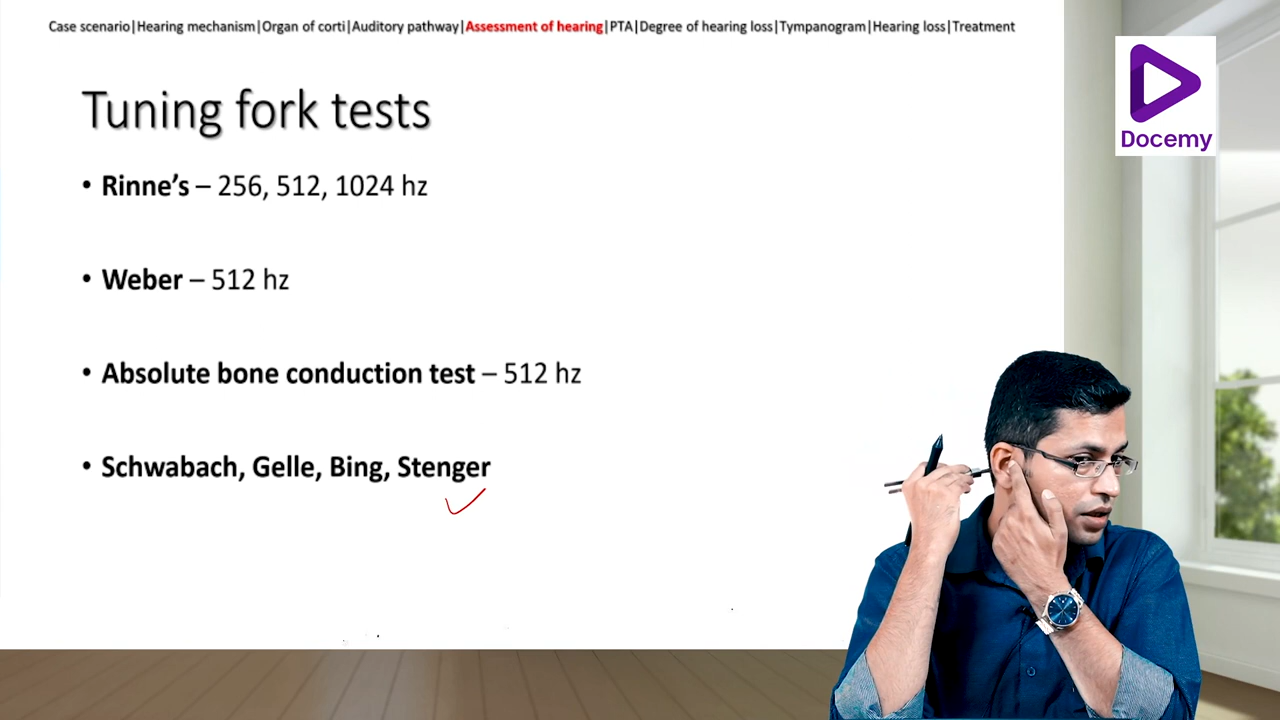 Case scenario|Hearing mechanism|Organ of corti|Auditory pathway|Assessment of hearing|PTA|Degree of hearing loss|Tympanogram|Hearing loss|Treatment
Docemy
Tuning fork tests
• Rinne’s – 256, 512, 1024 hz
• Weber – 512 hz
• Absolute bone conduction test – 512 hz
• Schwabach, Gelle, Bing, Stenger